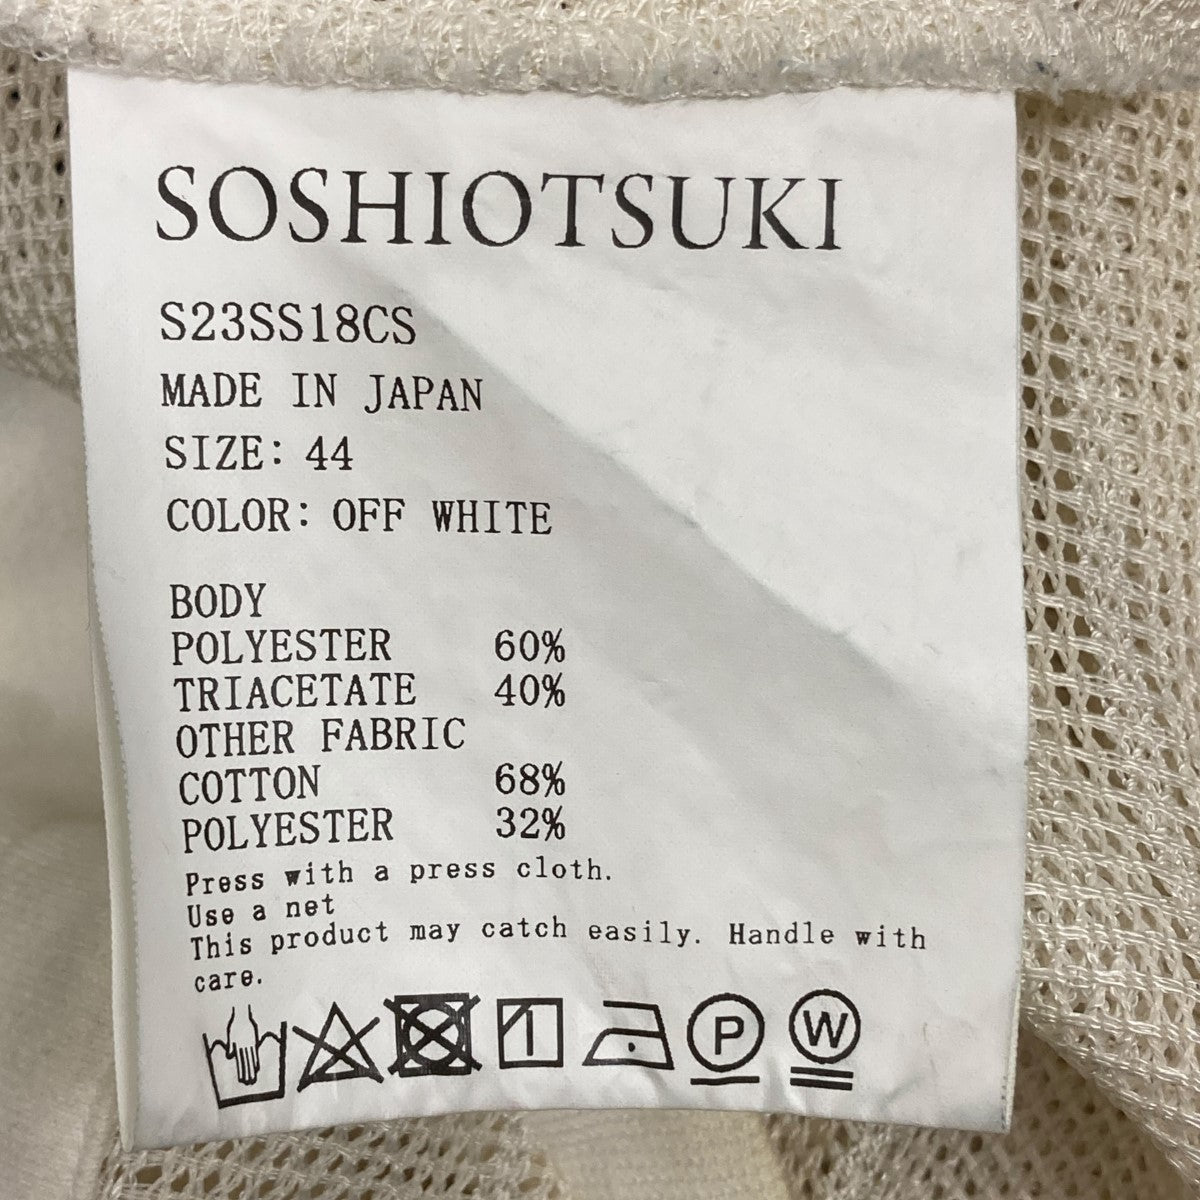 SOSHIOTSUKI
S23SS18CS
MADE IN JAPAN
SIZE: 44
COLOR: OFF WHITE
BODY
POLYESTER 60%
TRIACETATE 40%
OTHER FABRIC
COTTON 68%
POLYESTER 32%
Press with a press cloth.
Use a net
This product may catch easily. Handle with
care.
P W